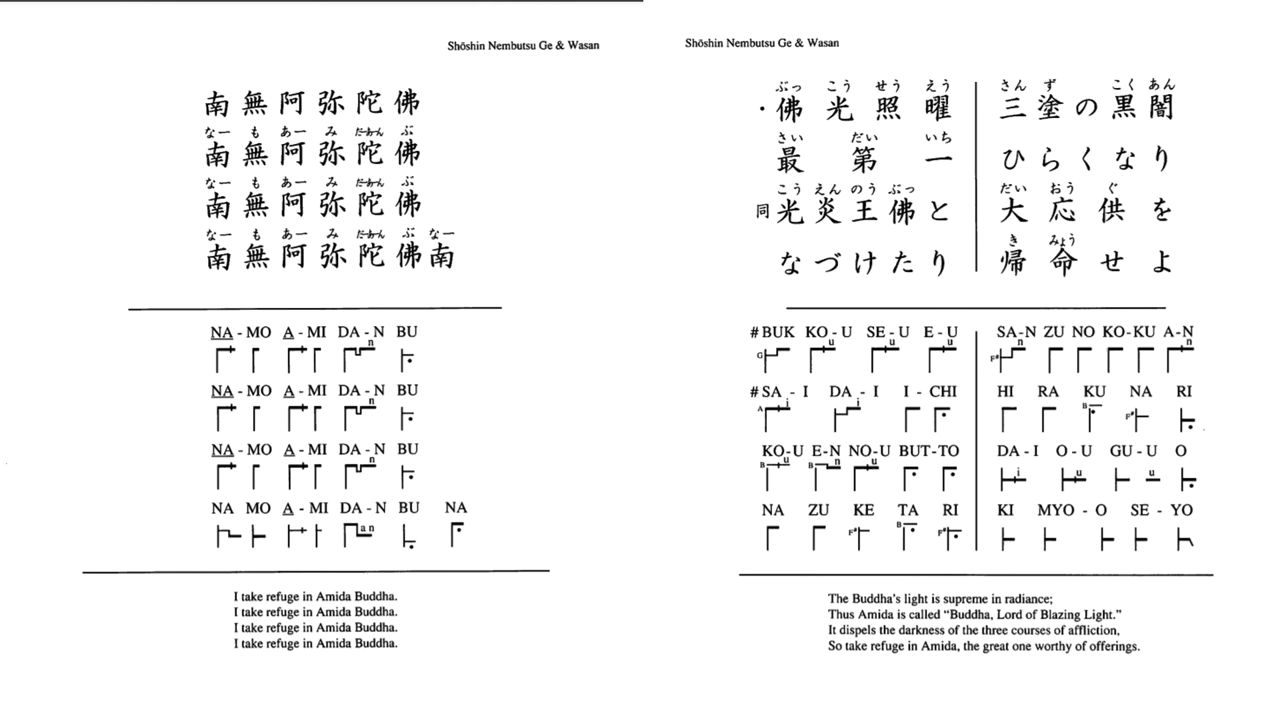 Shōshin Nembutsu Ge & Wasan
南無阿弥陀佛
なー も あー み だーあん ぶ
南無阿弥陀佛
なー も あー み だーあん ぶ
南無阿弥陀佛
なー も あー み だーあん ぶ なー
南無阿弥陀佛南
NA - MO A - MI DA - N BU
n
NA - MO A - MI DA - N BU
n
NA - MO A - MI DA - N BU
n
NA MO A - MI DA - N BU NA
a n
I take refuge in Amida Buddha.
I take refuge in Amida Buddha.
I take refuge in Amida Buddha.
I take refuge in Amida Buddha.
Shōshin Nembutsu Ge & Wasan
ぶっ こう せう えう
・佛光照曜
さい だい いち
最第一
こう えん のう ぶっ
同光炎王佛と
なづけたり
さん ず こく あん
三塗の黒闇
ひらくなり
だい おう ぐ
大応供を
き みょう
帰命せよ
# BUK KO - U SE - U E - U
G u u u
# SA - I DA - I I - CHI
A i i
KO-U E-N NO-U BUT-TO
B u B n u
NA ZU KE TA RI
F# B F#
SA-N ZU NO KO-KU A-N
F# n n
HI RA KU NA RI
B F#
DA - I O - U GU - U O
i u u
KI MYO - O SE - YO
The Buddha's light is supreme in radiance;
Thus Amida is called “Buddha, Lord of Blazing Light.”
It dispels the darkness of the three courses of affliction,
So take refuge in Amida, the great one worthy of offerings.